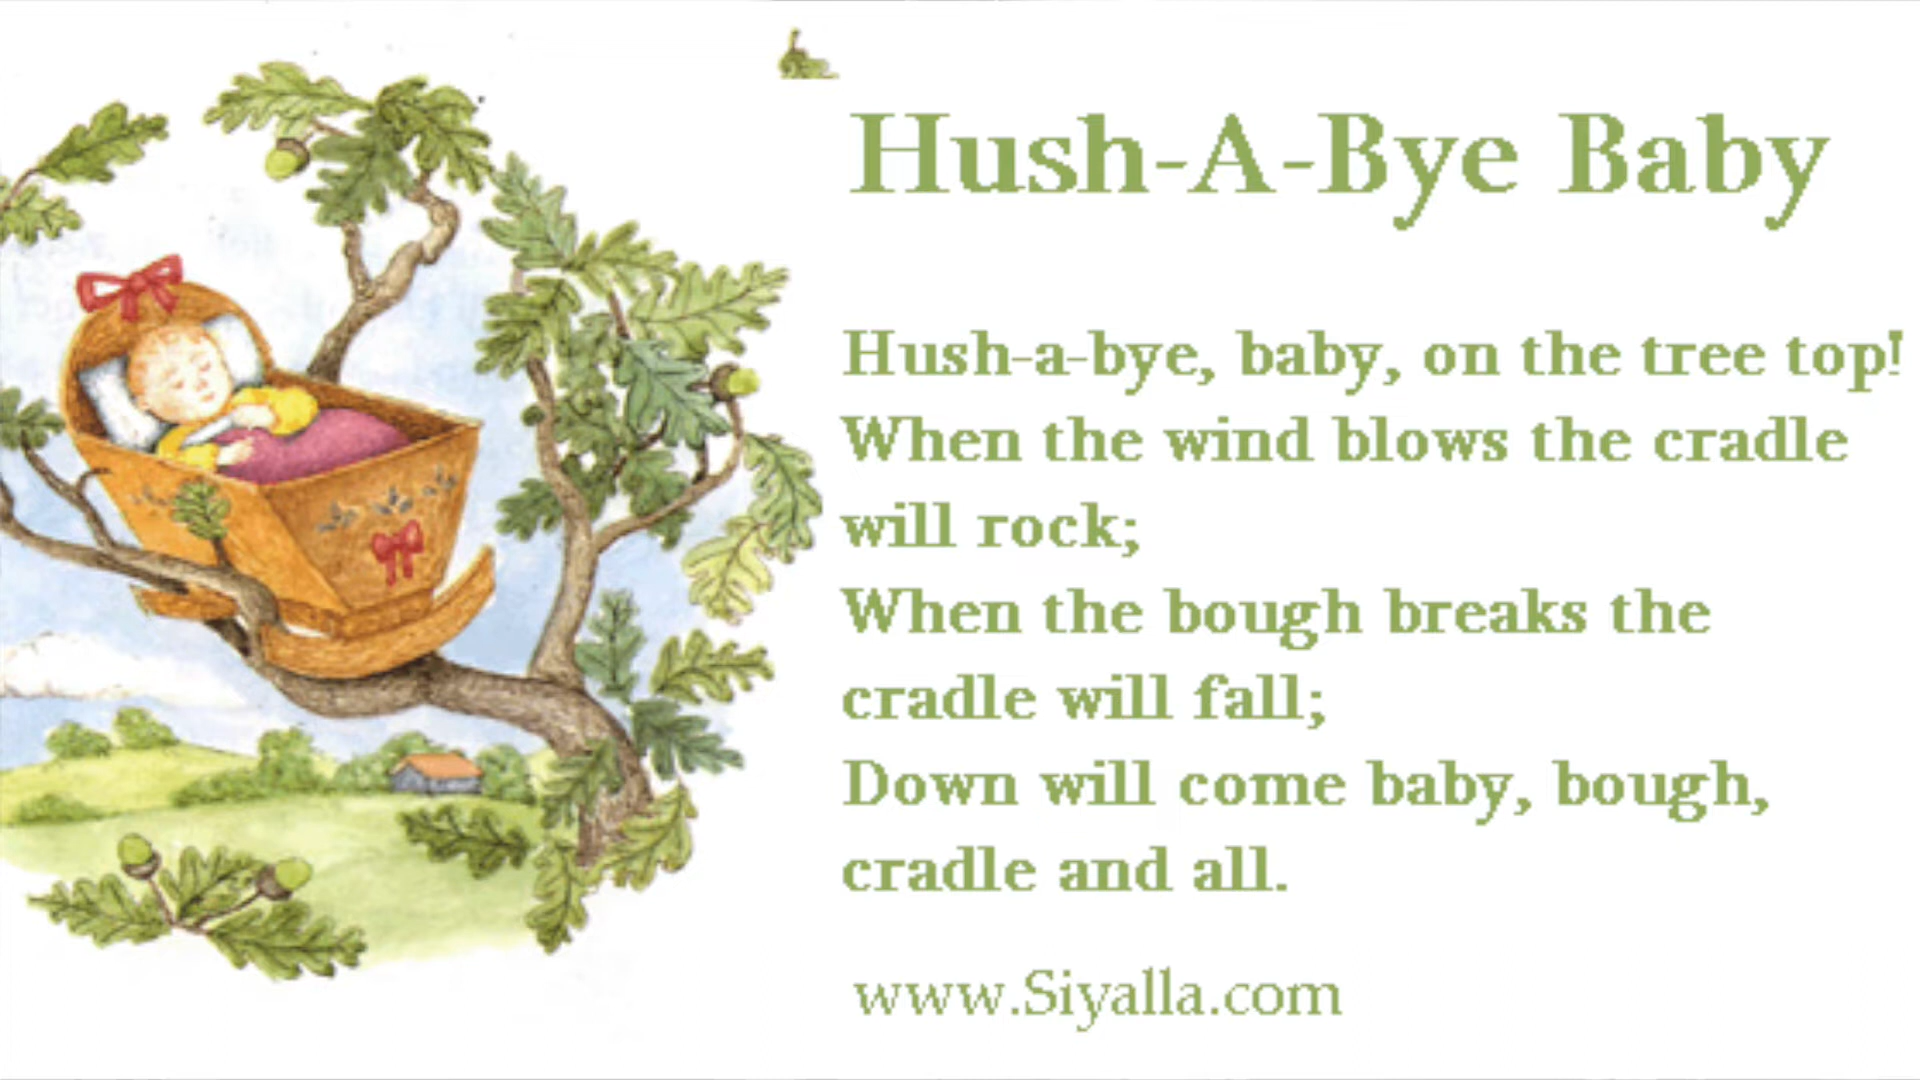 Hush-A-Bye Baby
Hush-a-bye, baby, on the tree top!
When the wind blows the cradle
will rock;
When the bough breaks the
cradle will fall;
Down will come baby, bough,
cradle and all.
www.Siyalla.com